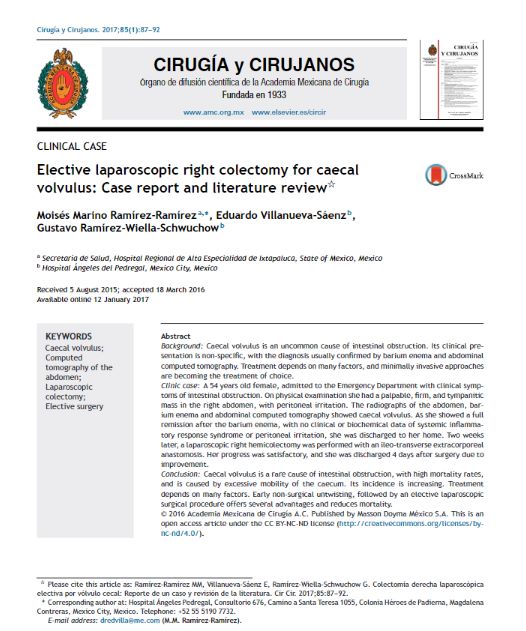 Cirugía y Cirujanos. 2017;85(1):87-92
CIRUGÍA y CIRUJANOS
Órgano de difusión científica de la Academia Mexicana de Cirugía
Fundada en 1933
www.amc.org.mx www.elsevier.es/circir
CIRUGÍA
Y CIRUJANOS
CLINICAL CASE
Elective laparoscopic right colectomy for caecal
volvulus: Case report and literature review☆
CrossMark
Moisés Marino Ramírez-Ramírez a,*, Eduardo Villanueva-Sáenz b,
Gustavo Ramírez-Wiella-Schwuchow b
a Secretaría de Salud, Hospital Regional de Alta Especialidad de Ixtapaluca, State of Mexico, Mexico
b Hospital Ángeles del Pedregal, Mexico City, Mexico
Received 5 August 2015; accepted 18 March 2016
Available online 12 January 2017
KEYWORDS
Caecal volvulus;
Computed
tomography of the
abdomen;
Laparoscopic
colectomy;
Elective surgery
Abstract
Background: Caecal volvulus is an uncommon cause of intestinal obstruction. Its clinical pre-
sentation is non-specific, with the diagnosis usually confirmed by barium enema and abdominal
computed tomography. Treatment depends on many factors, and minimally invasive approaches
are becoming the treatment of choice.
Clinic case: A 54 years old female, admitted to the Emergency Department with clinical symp-
toms of intestinal obstruction. On physical examination she had a palpable, firm, and tympanitic
mass in the right abdomen, with peritoneal irritation. The radiographs of the abdomen, bar-
ium enema and abdominal computed tomography showed caecal volvulus. As she showed a full
remission after the barium enema, with no clinical or biochemical data of systemic inflamma-
tory response syndrome or peritoneal irritation, she was discharged to her home. Two weeks
later, a laparoscopic right hemicolectomy was performed with an ileo-transverse extracorporeal
anastomosis. Her progress was satisfactory, and she was discharged 4 days after surgery due to
improvement.
Conclusion: Caecal volvulus is a rare cause of intestinal obstruction, with high mortality rates,
and is caused by excessive mobility of the caecum. Its incidence is increasing. Treatment
depends on many factors. Early non-surgical untwisting, followed by an elective laparoscopic
surgical procedure offers several advantages and reduces mortality.
© 2016 Academia Mexicana de Cirugía A.C. Published by Masson Doyma México S.A. This is an
open access article under the CC BY-NC-ND license (http://creativecommons.org/licenses/by-
nc-nd/4.0/).
☆ Please cite this article as: Ramírez-Ramírez MM, Villanueva-Sáenz E, Ramírez-Wiella-Schwuchow G. Colectomía derecha laparoscópica
electiva por vólvulo cecal: Reporte de un caso y revisión de la literatura. Cir Cir. 2017;85:87-92.
* Corresponding author at: Hospital Ángeles Pedregal, Consultorio 676, Camino a Santa Teresa 1055, Colonia Héroes de Padierna, Magdalena
Contreras, Mexico City, Mexico. Telephone: +52 55 5190 7732.
E-mail address: dredvilla@me.com (M.M. Ramírez-Ramírez).